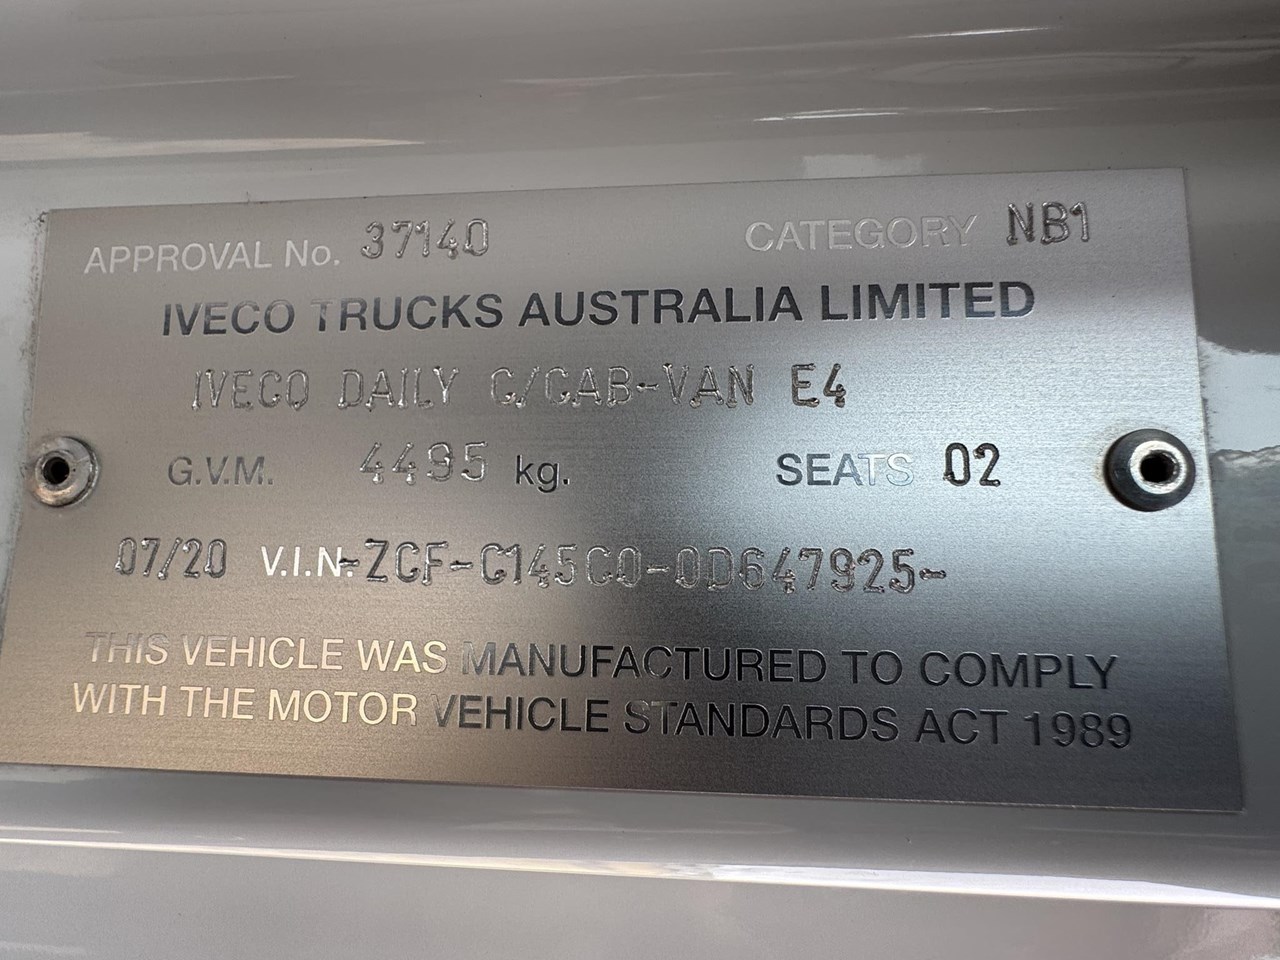 APPROVAL No. 37140 CATEGORY NB1
IVECO TRUCKS AUSTRALIA LIMITED
IVECO DAILY C/CAB-VAN E4
G.V.M. 4495 kg. SEATS 02
07/20 V.I.N.-ZCF-C145C0-0D647925-
THIS VEHICLE WAS MANUFACTURED TO COMPLY
WITH THE MOTOR VEHICLE STANDARDS ACT 1989